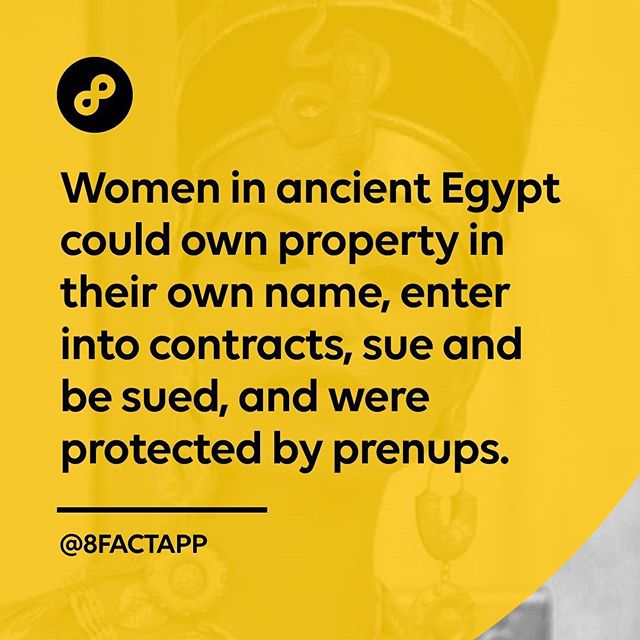 Women in ancient Egypt
could own property in
their own name, enter
into contracts, sue and
be sued, and were
protected by prenups.
@8FACTAPP